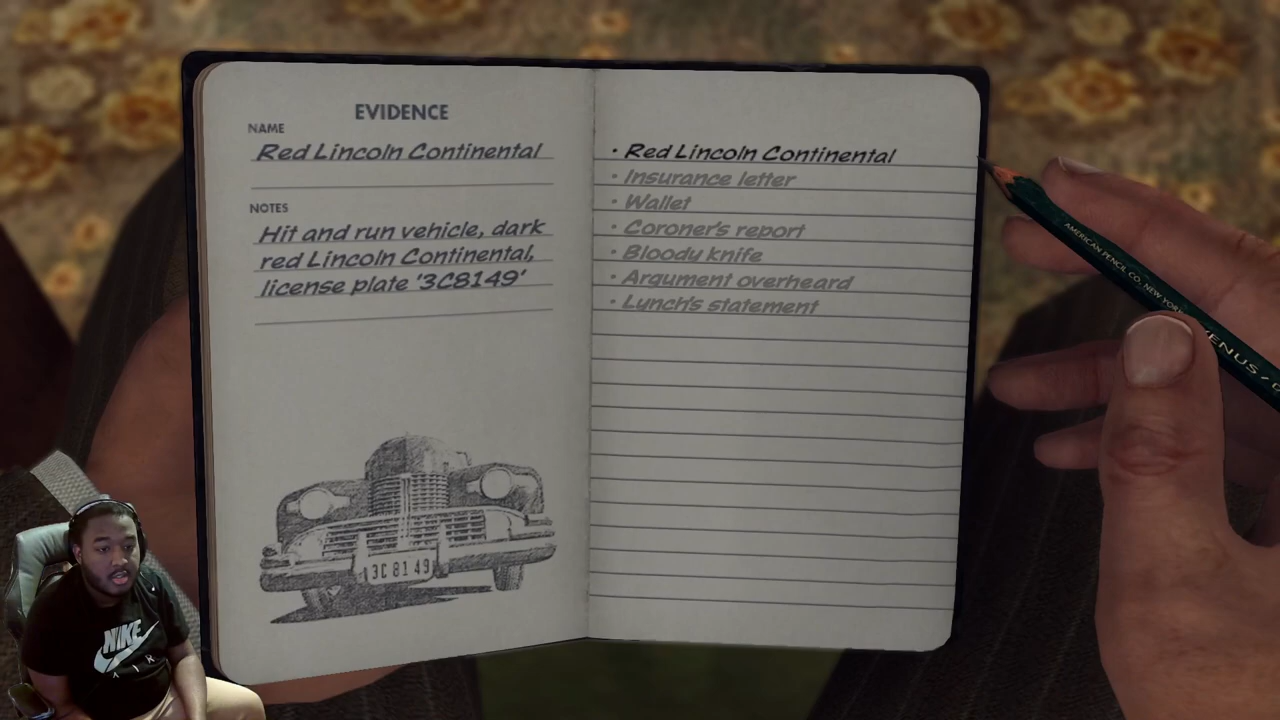 EVIDENCE
NAME
Red Lincoln Continental
NOTES
Hit and run vehicle, dark
red Lincoln Continental,
license plate '3C8149'
3C 81 49
• Red Lincoln Continental
• Insurance letter
• Wallet
• Coroner's report
• Bloody knife
• Argument overheard
• Lynch's statement
AMERICAN PENCIL CO. NEW YORK
VENUS
NIKE
AIR